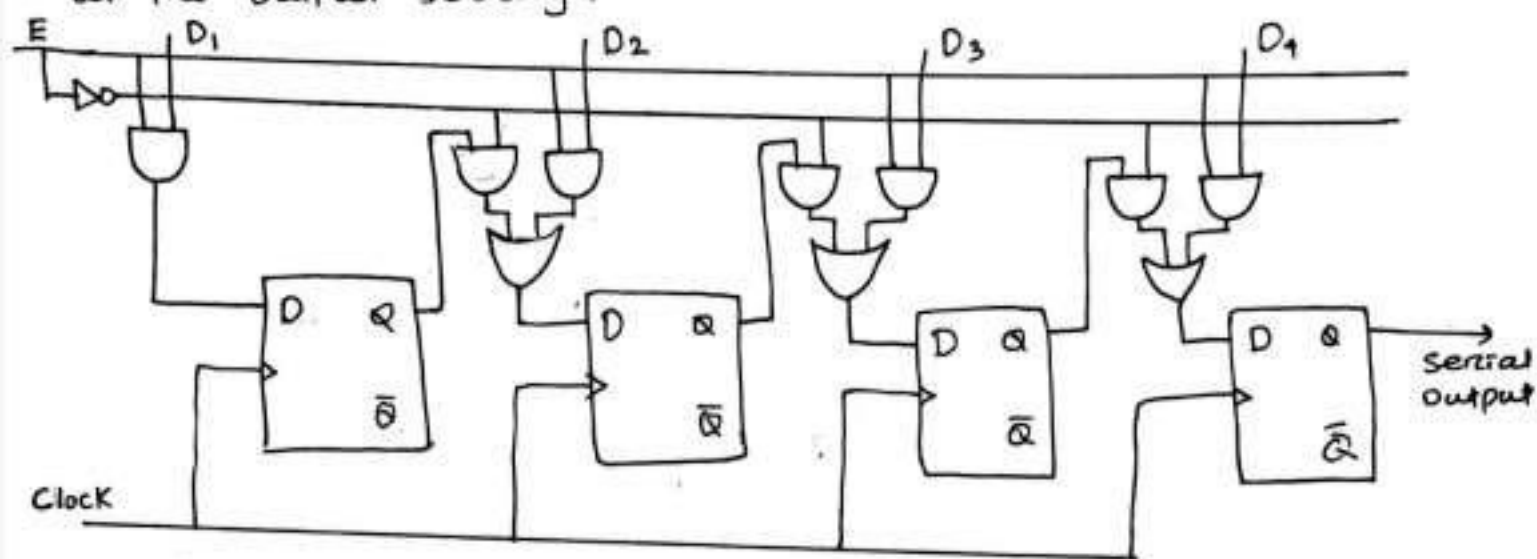 E D1 D2 D3 D4
D Q D Q D Q D Q
Serial
Output
Q̅ Q̅ Q̅ Q̅
Clock